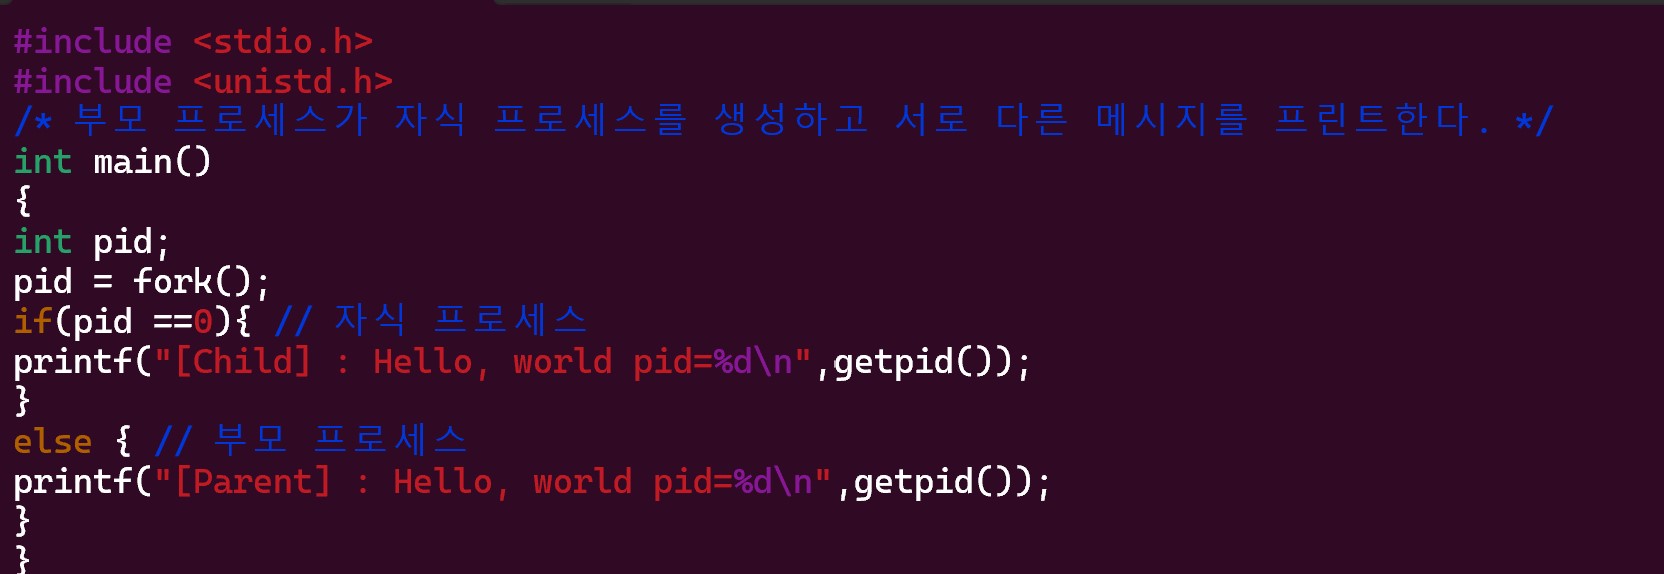 #include <stdio.h>
#include <unistd.h>
/* 부모 프로세스가 자식 프로세스를 생성하고 서로 다른 메시지를 프린트한다. */
int main()
{
int pid;
pid = fork();
if(pid ==0){ // 자식 프로세스
printf("[Child] : Hello, world pid=%d\n",getpid());
}
else { // 부모 프로세스
printf("[Parent] : Hello, world pid=%d\n",getpid());
}
}